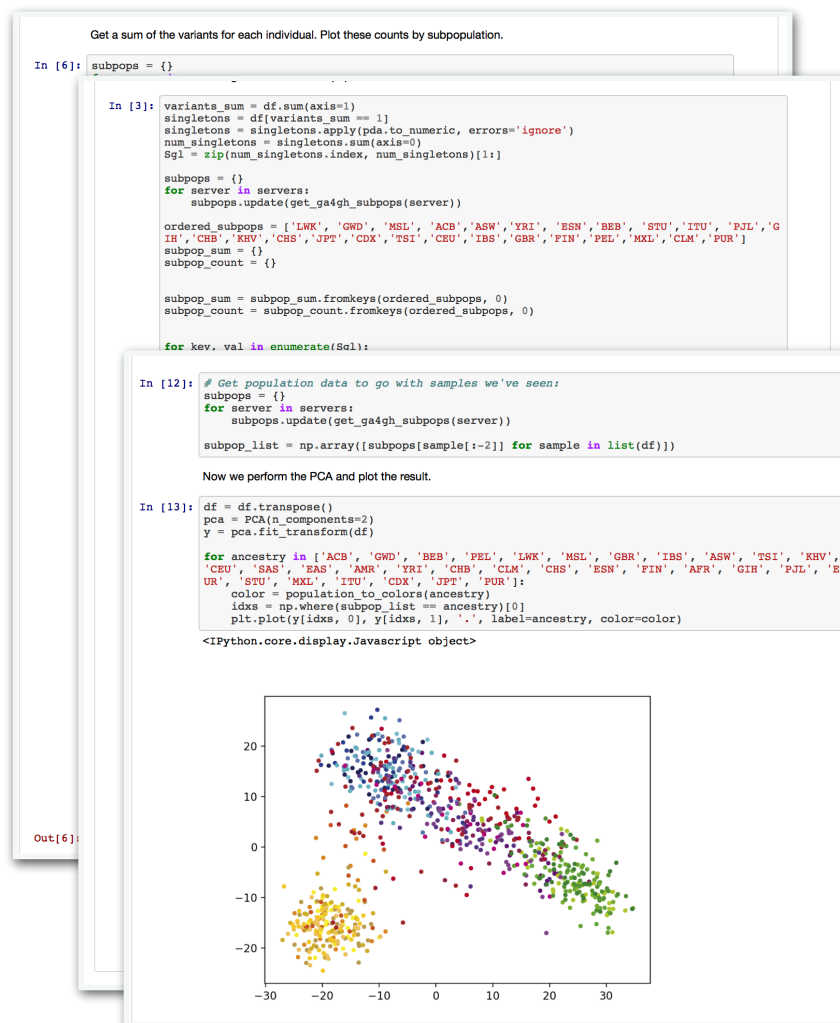 Get a sum of the variants for each individual. Plot these counts by subpopulation.
In [6]: subpops = {}
In [3]: variants_sum = df.sum(axis=1)
singletons = df[variants_sum == 1]
singletons = singletons.apply(pda.to_numeric, errors='ignore')
num_singletons = singletons.sum(axis=0)
Sgl = zip(num_singletons.index, num_singletons)[1:]
subpops = {}
for server in servers:
    subpops.update(get_ga4gh_subpops(server))
ordered_subpops = ['LWK', 'GWD', 'MSL', 'ACB','ASW','YRI', 'ESN','BEB', 'STU','ITU', 'PJL','G
IH','CHB','KHV','CHS','JPT','CDX','TSI','CEU','IBS','GBR','FIN','PEL','MXL','CLM','PUR']
subpop_sum = {}
subpop_count = {}
subpop_sum = subpop_sum.fromkeys(ordered_subpops, 0)
subpop_count = subpop_count.fromkeys(ordered_subpops, 0)
for key, val in enumerate(Sgl):
In [12]: # Get population data to go with samples we've seen:
subpops = {}
for server in servers:
    subpops.update(get_ga4gh_subpops(server))
subpop_list = np.array([subpops[sample[:-2]] for sample in list(df)])
Now we perform the PCA and plot the result.
In [13]: df = df.transpose()
pca = PCA(n_components=2)
y = pca.fit_transform(df)
for ancestry in ['ACB', 'GWD', 'BEB', 'PEL', 'LWK', 'MSL', 'GBR', 'IBS', 'ASW', 'TSI', 'KHV',
'CEU', 'SAS', 'EAS', 'AMR', 'YRI', 'CHB', 'CLM', 'CHS', 'ESN', 'FIN', 'AFR', 'GIH', 'PJL', 'E
UR', 'STU', 'MXL', 'ITU', 'CDX', 'JPT', 'PUR']:
    color = population_to_colors(ancestry)
    idxs = np.where(subpop_list == ancestry)[0]
    plt.plot(y[idxs, 0], y[idxs, 1], '.', label=ancestry, color=color)
<IPython.core.display.Javascript object>
20
10
0
−10
−20
−30 −20 −10 0 10 20 30
Out[6]: